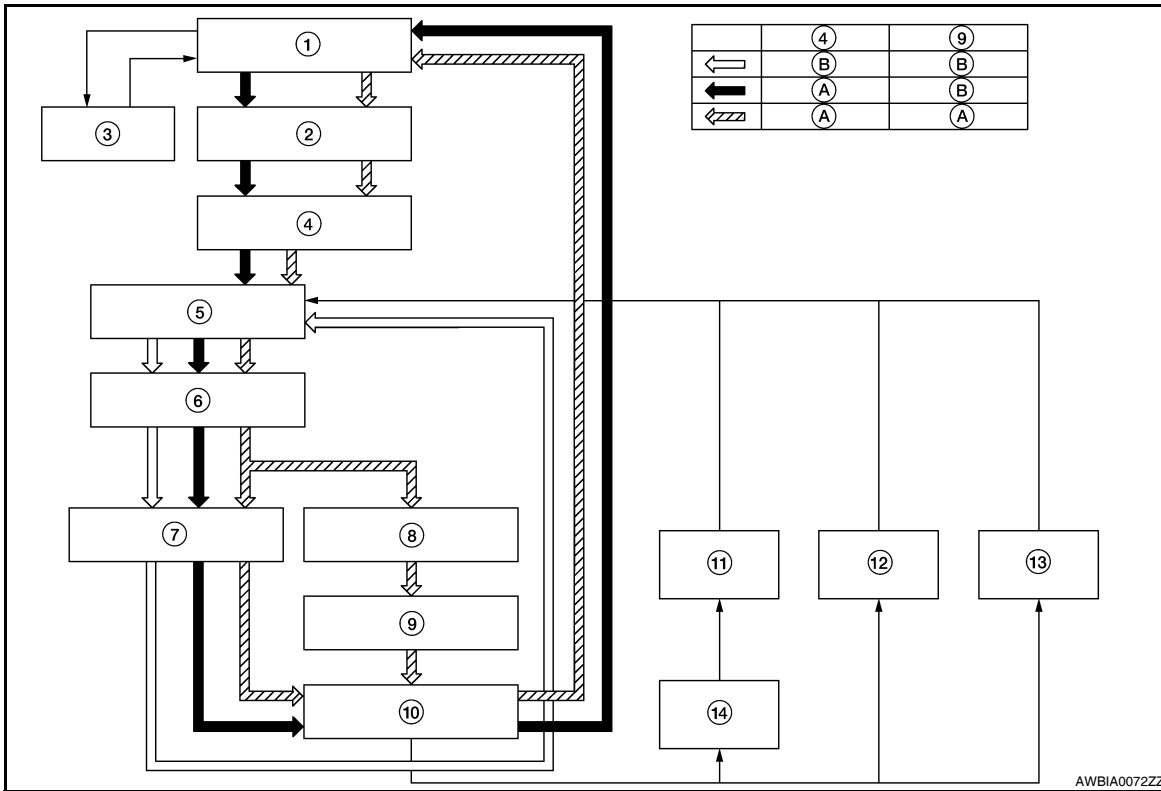 ① ④ ⑨
Ⓑ Ⓑ
③ ② Ⓐ Ⓑ
Ⓐ Ⓐ
④
⑤
⑥
⑦ ⑧ ⑪ ⑫ ⑬
⑨
⑩ ⑭
AWBIA0072ZZ